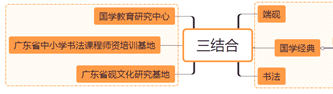 国学教育研究中心
广东省中小学书法课程师资培训基地
广东省砚文化研究基地
三结合
端砚
国学经典
书法